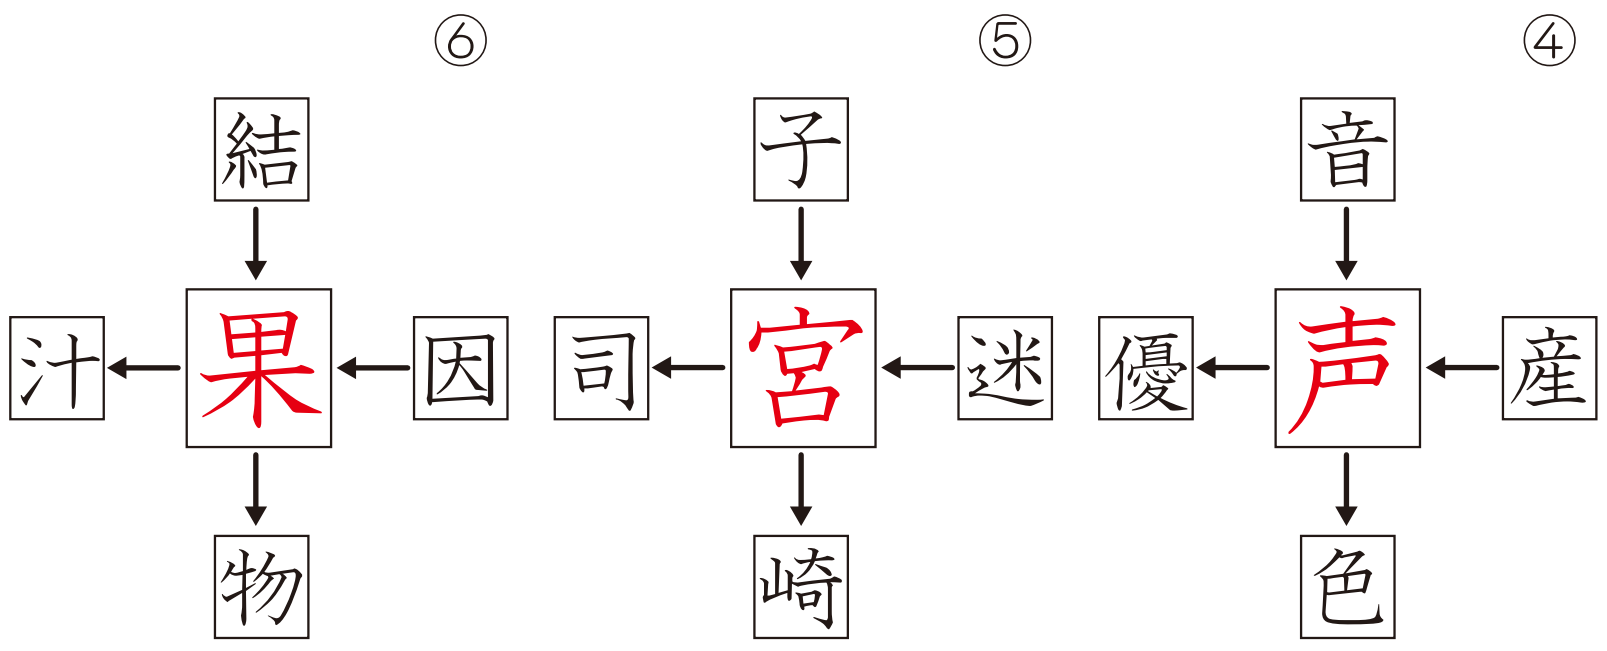 ④
音
産
声
優
色
⑤
子
迷
宮
司
崎
⑥
結
因
果
汁
物